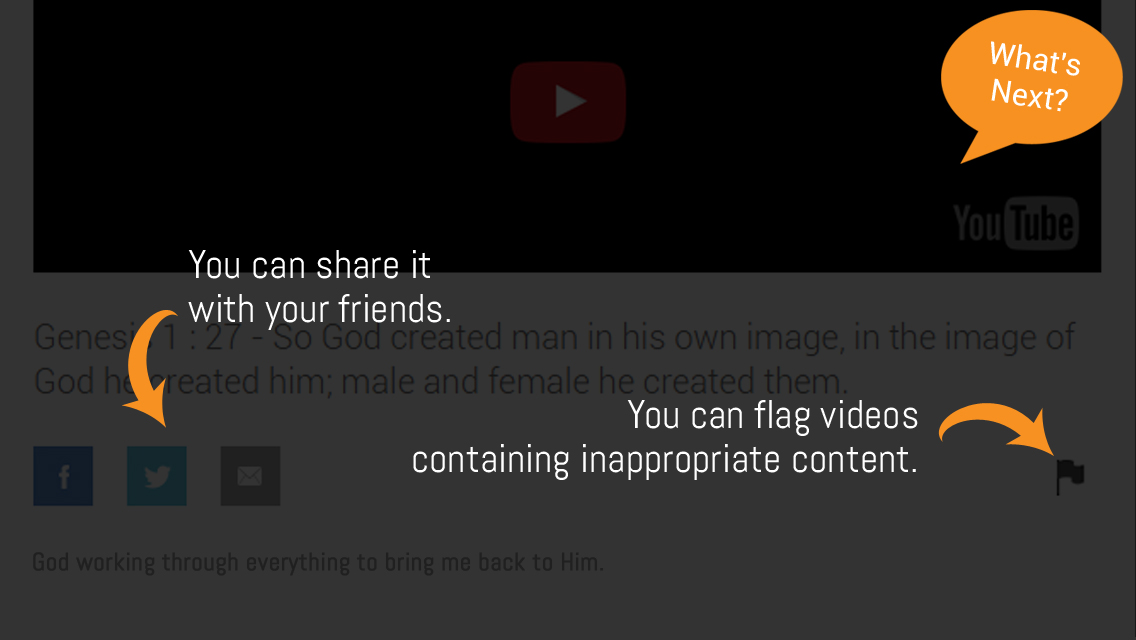 What's
Next?
YouTube
You can share it
with your friends.
Genesis 1 : 27 - So God created man in his own image, in the image of
God he created him; male and female he created them.
You can flag videos
containing inappropriate content.
f
God working through everything to bring me back to Him.